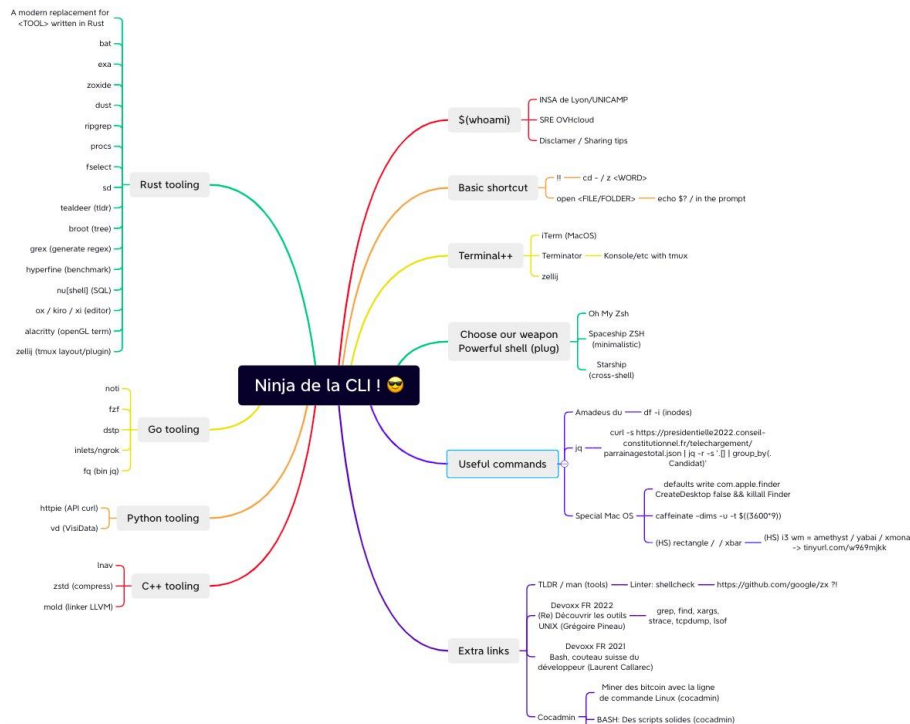 Ninja de la CLI ! 😎
$(whoami)
INSA de Lyon/UNICAMP
SRE OVHcloud
Disclamer / Sharing tips
Basic shortcut
!!
cd - / z <WORD>
open <FILE/FOLDER>
echo $? / in the prompt
Terminal++
iTerm (MacOS)
Terminator
Konsole/etc with tmux
zellij
Choose our weapon
Powerful shell (plug)
Oh My Zsh
Spaceship ZSH
(minimalistic)
Starship
(cross-shell)
Useful commands
Amadeus du
df -i (inodes)
jq
curl -s https://presidentielle2022.conseil-
constitutionnel.fr/telechargement/
parrainagestotal.json | jq -r -s '.[] | group_by(.
Candidat)'
Special Mac OS
defaults write com.apple.finder
CreateDesktop false && killall Finder
caffeinate -dims -u -t $((3600*9))
(HS) rectangle / / xbar
(HS) i3 wm = amethyst / yabai / xmona
-> tinyurl.com/w969mjkk
Extra links
TLDR / man (tools)
Linter: shellcheck
https://github.com/google/zx ?!
Devoxx FR 2022
(Re) Découvrir les outils
UNIX (Grégoire Pineau)
grep, find, xargs,
strace, tcpdump, lsof
Devoxx FR 2021
Bash, couteau suisse du
développeur (Laurent Callarec)
Cocadmin
Miner des bitcoin avec la ligne
de commande Linux (cocadmin)
BASH: Des scripts solides (cocadmin)
Rust tooling
A modern replacement for
<TOOL> written in Rust
bat
exa
zoxide
dust
ripgrep
procs
fselect
sd
tealdeer (tldr)
broot (tree)
grex (generate regex)
hyperfine (benchmark)
nu[shell] (SQL)
ox / kiro / xi (editor)
alacritty (openGL term)
zellij (tmux layout/plugin)
Go tooling
noti
fzf
dstp
inlets/ngrok
fq (bin jq)
Python tooling
httpie (API curl)
vd (VisiData)
C++ tooling
lnav
zstd (compress)
mold (linker LLVM)